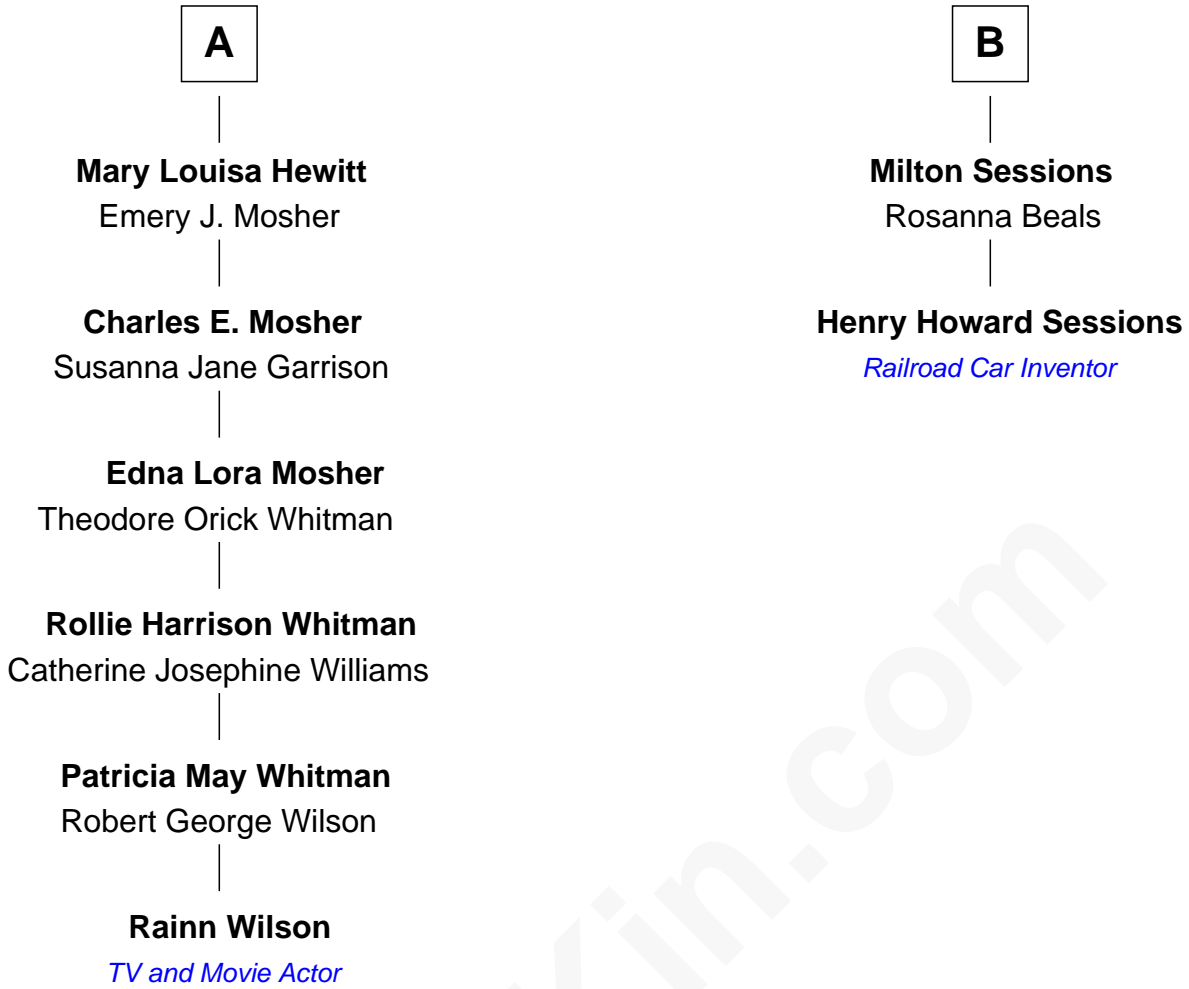 A
Mary Louisa Hewitt
Emery J. Mosher
Charles E. Mosher
Susanna Jane Garrison
Edna Lora Mosher
Theodore Orick Whitman
Rollie Harrison Whitman
Catherine Josephine Williams
Patricia May Whitman
Robert George Wilson
Rainn Wilson
TV and Movie Actor
B
Milton Sessions
Rosanna Beals
Henry Howard Sessions
Railroad Car Inventor